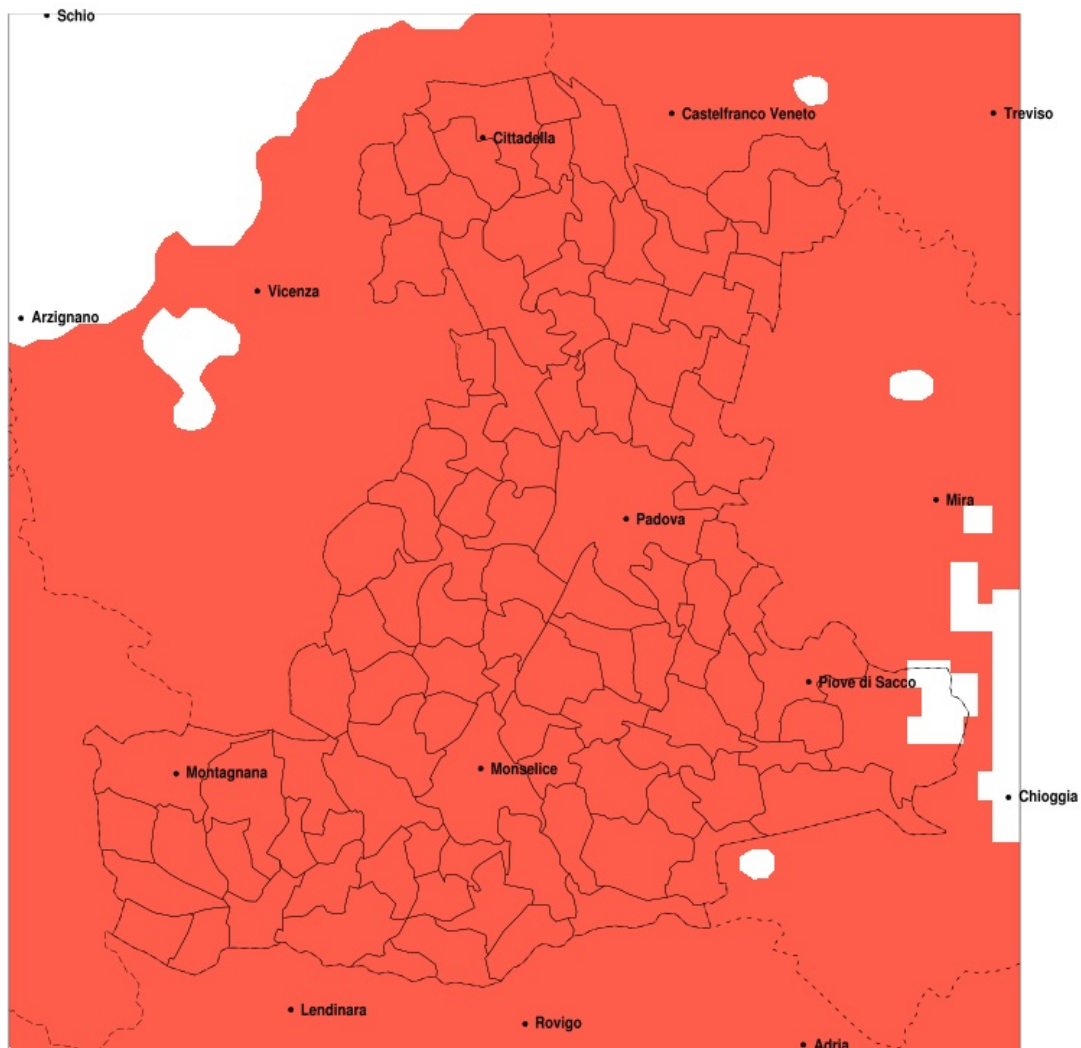 Schio
Castelfranco Veneto
Treviso
Cittadella
Vicenza
Arzignano
Mira
Padova
Piove di Sacco
Monselice
Montagnana
Chioggia
Lendinara
Rovigo
Adria